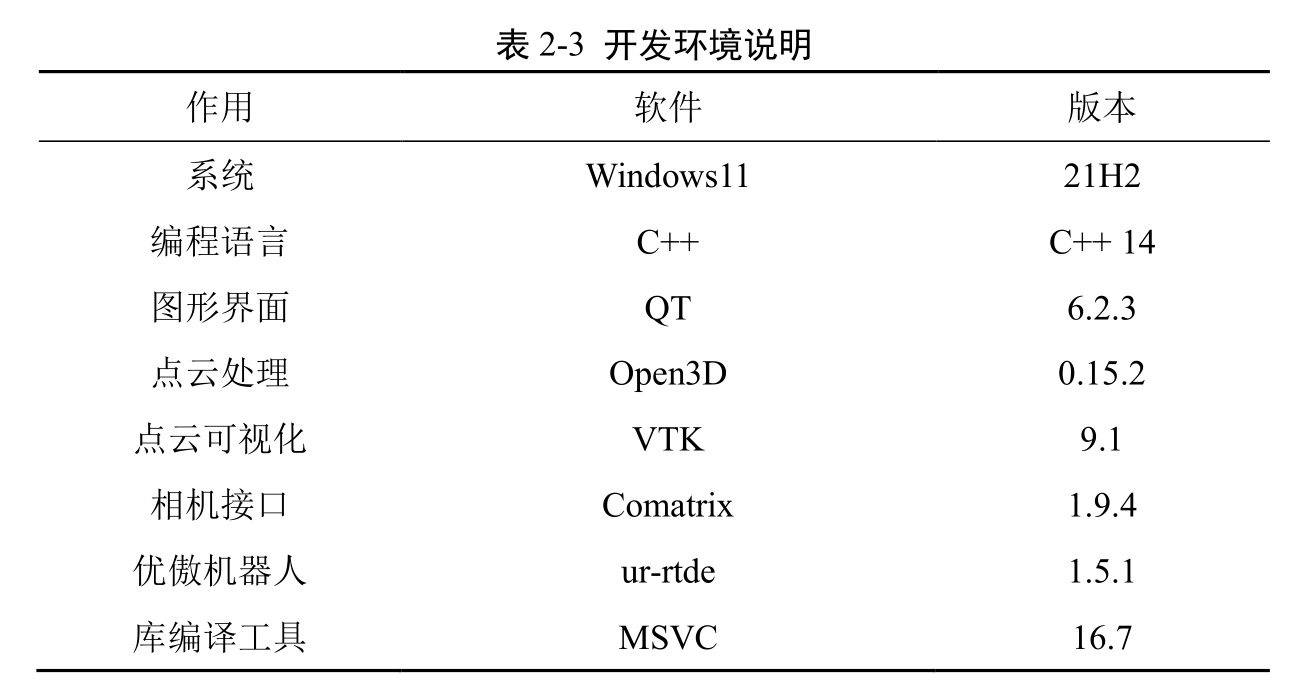 表 2-3 开发环境说明
作用 软件 版本
系统 Windows11 21H2
编程语言 C++ C++ 14
图形界面 QT 6.2.3
点云处理 Open3D 0.15.2
点云可视化 VTK 9.1
相机接口 Comatrix 1.9.4
优傲机器人 ur-rtde 1.5.1
库编译工具 MSVC 16.7